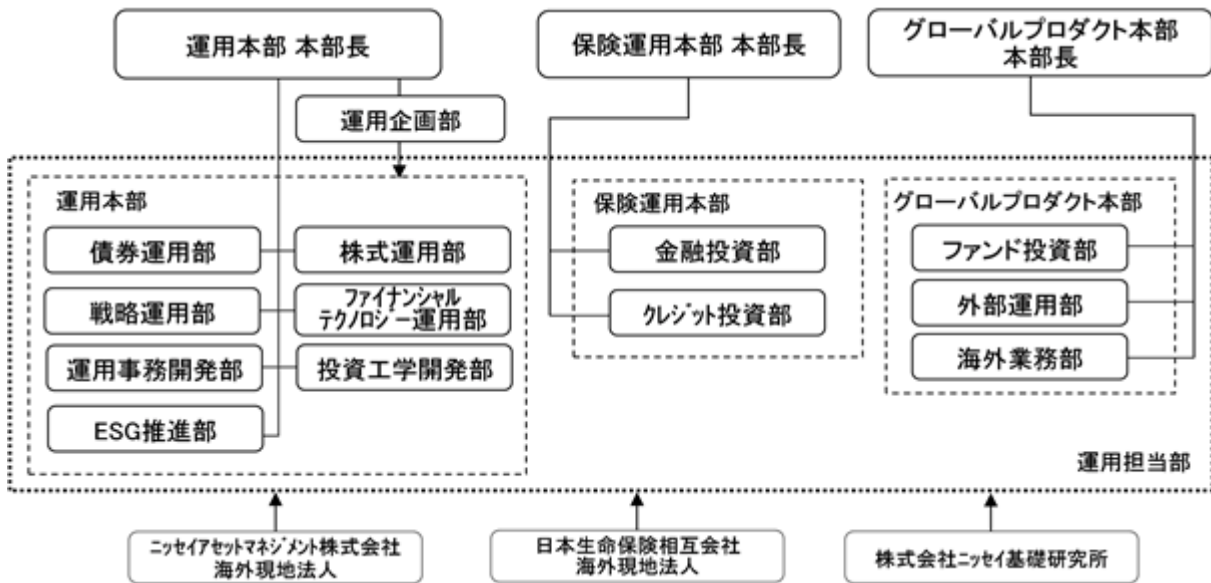 運用本部 本部長
保険運用本部 本部長
グローバルプロダクト本部
本部長
運用企画部
運用本部
債券運用部
株式運用部
戦略運用部
ファイナンシャル
テクノロジー運用部
運用事務開発部
投資工学開発部
ESG推進部
保険運用本部
金融投資部
クレジット投資部
グローバルプロダクト本部
ファンド投資部
外部運用部
海外業務部
運用担当部
ニッセイアセットマネジメント株式会社
海外現地法人
日本生命保険相互会社
海外現地法人
株式会社ニッセイ基礎研究所